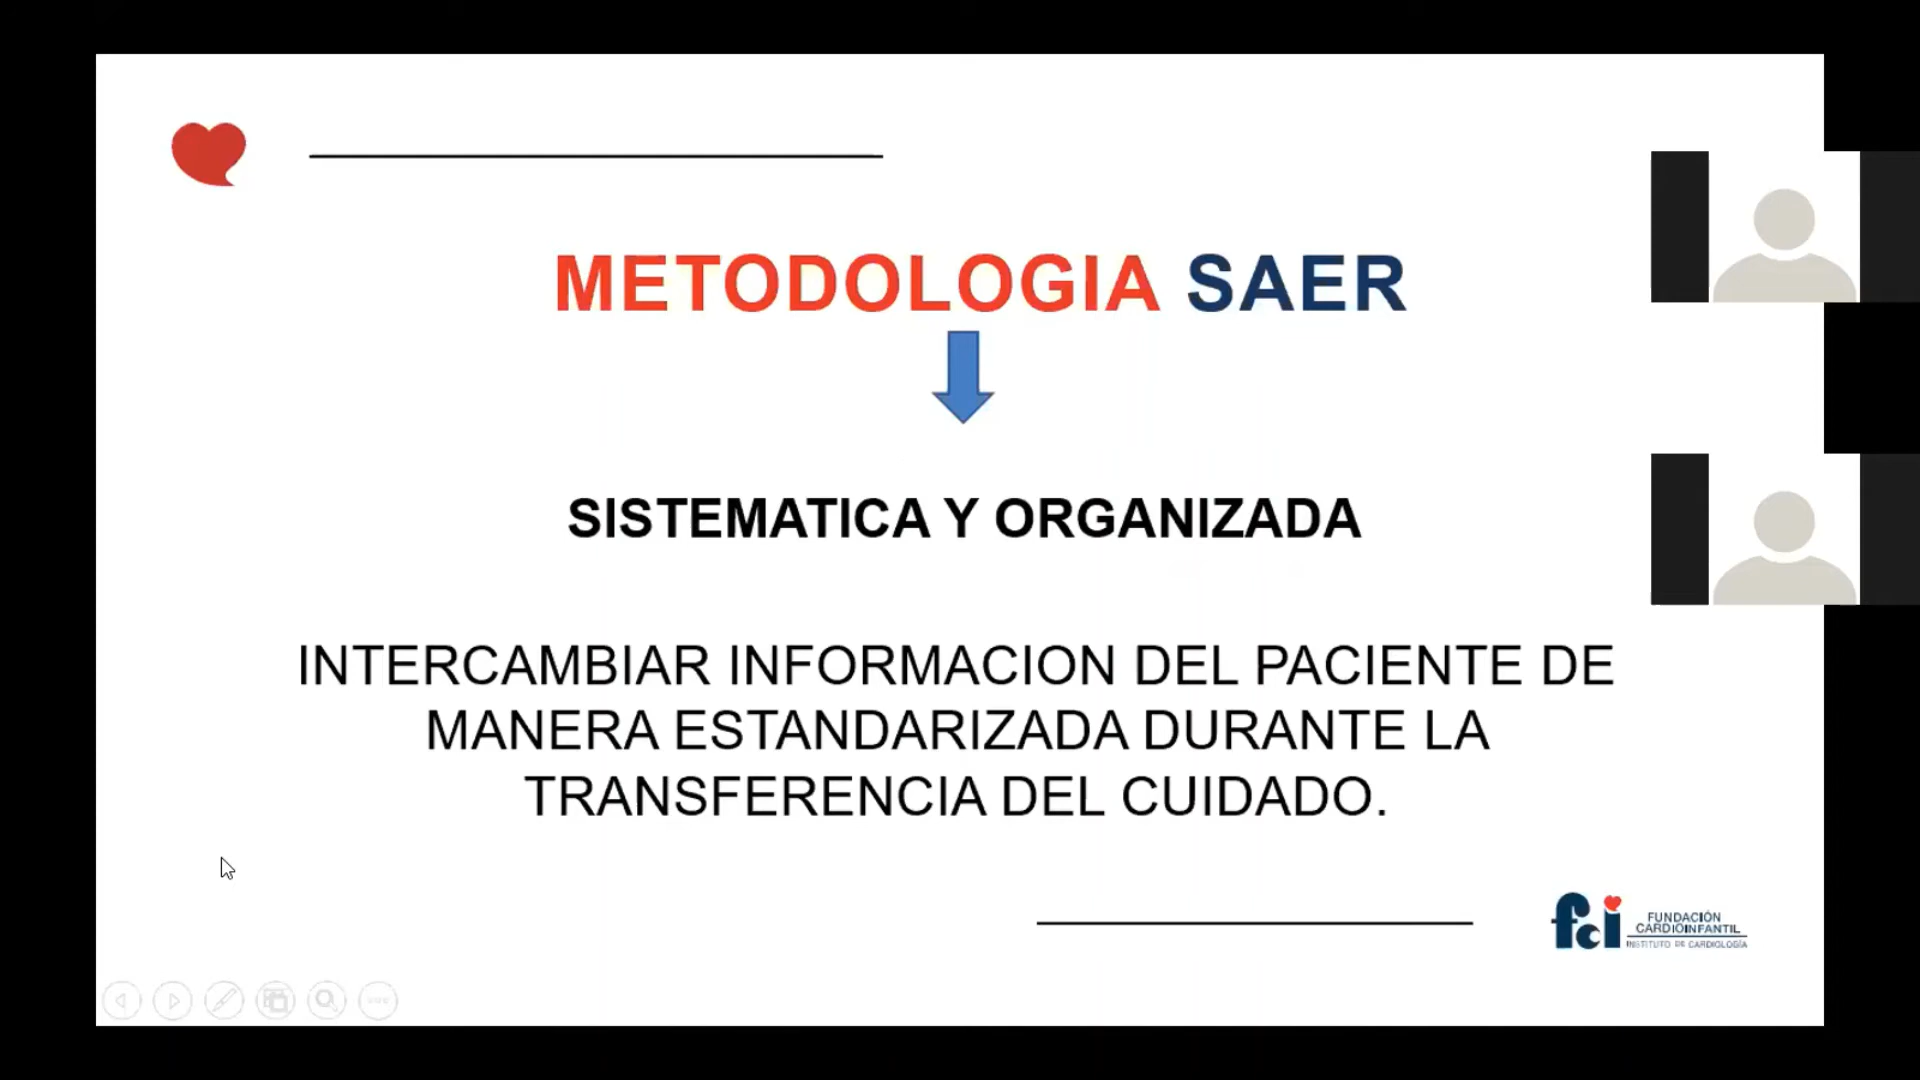 METODOLOGIA SAER
SISTEMATICA Y ORGANIZADA
INTERCAMBIAR INFORMACION DEL PACIENTE DE
MANERA ESTANDARIZADA DURANTE LA
TRANSFERENCIA DEL CUIDADO.
fci
FUNDACIÓN
CARDIOINFANTIL
INSTITUTO DE CARDIOLOGÍA